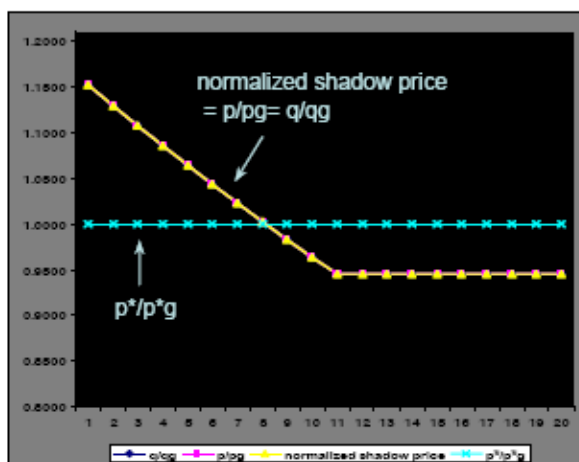 1.2000
1.1500
1.1000
1.0500
1.0000
0.9500
0.9000
0.8500
0.8000
normalized shadow price
= p/pg= q/qg
p*/p*g
1 2 3 4 5 6 7 8 9 10 11 12 13 14 15 16 17 18 19 20
q/qg p/pg normalized shadow price p*/p*g